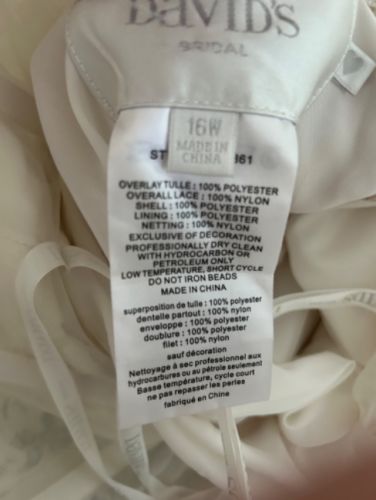 DAVID'S
BRIDAL
16W
MADE IN
CHINA
ST 861
OVERLAY TULLE : 100% POLYESTER
OVERALL LACE : 100% NYLON
SHELL : 100% POLYESTER
LINING : 100% POLYESTER
NETTING : 100% NYLON
EXCLUSIVE OF DECORATION
PROFESSIONALLY DRY CLEAN
WITH HYDROCARBON OR
PETROLEUM ONLY
LOW TEMPERATURE, SHORT CYCLE
DO NOT IRON BEADS
MADE IN CHINA
superposition de tulle : 100% polyester
dentelle partout : 100% nylon
enveloppe : 100% polyester
doublure : 100% polyester
filet : 100% nylon
sauf décoration
Nettoyage à sec professionnel aux
hydrocarbures ou au pétrole seulement
Basse température, cycle court
ne pas repasser les perles
fabriqué en Chine